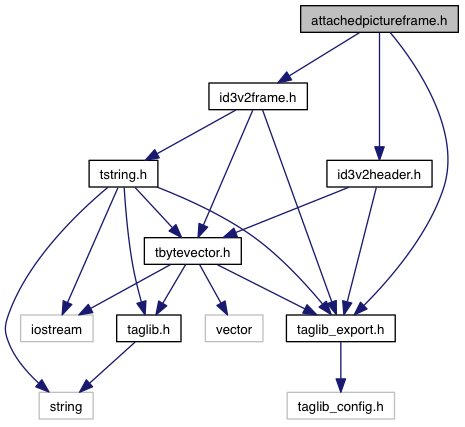 attachedpictureframe.h
id3v2frame.h
tstring.h
id3v2header.h
tbytevector.h
iostream
taglib.h
vector
taglib_export.h
string
taglib_config.h